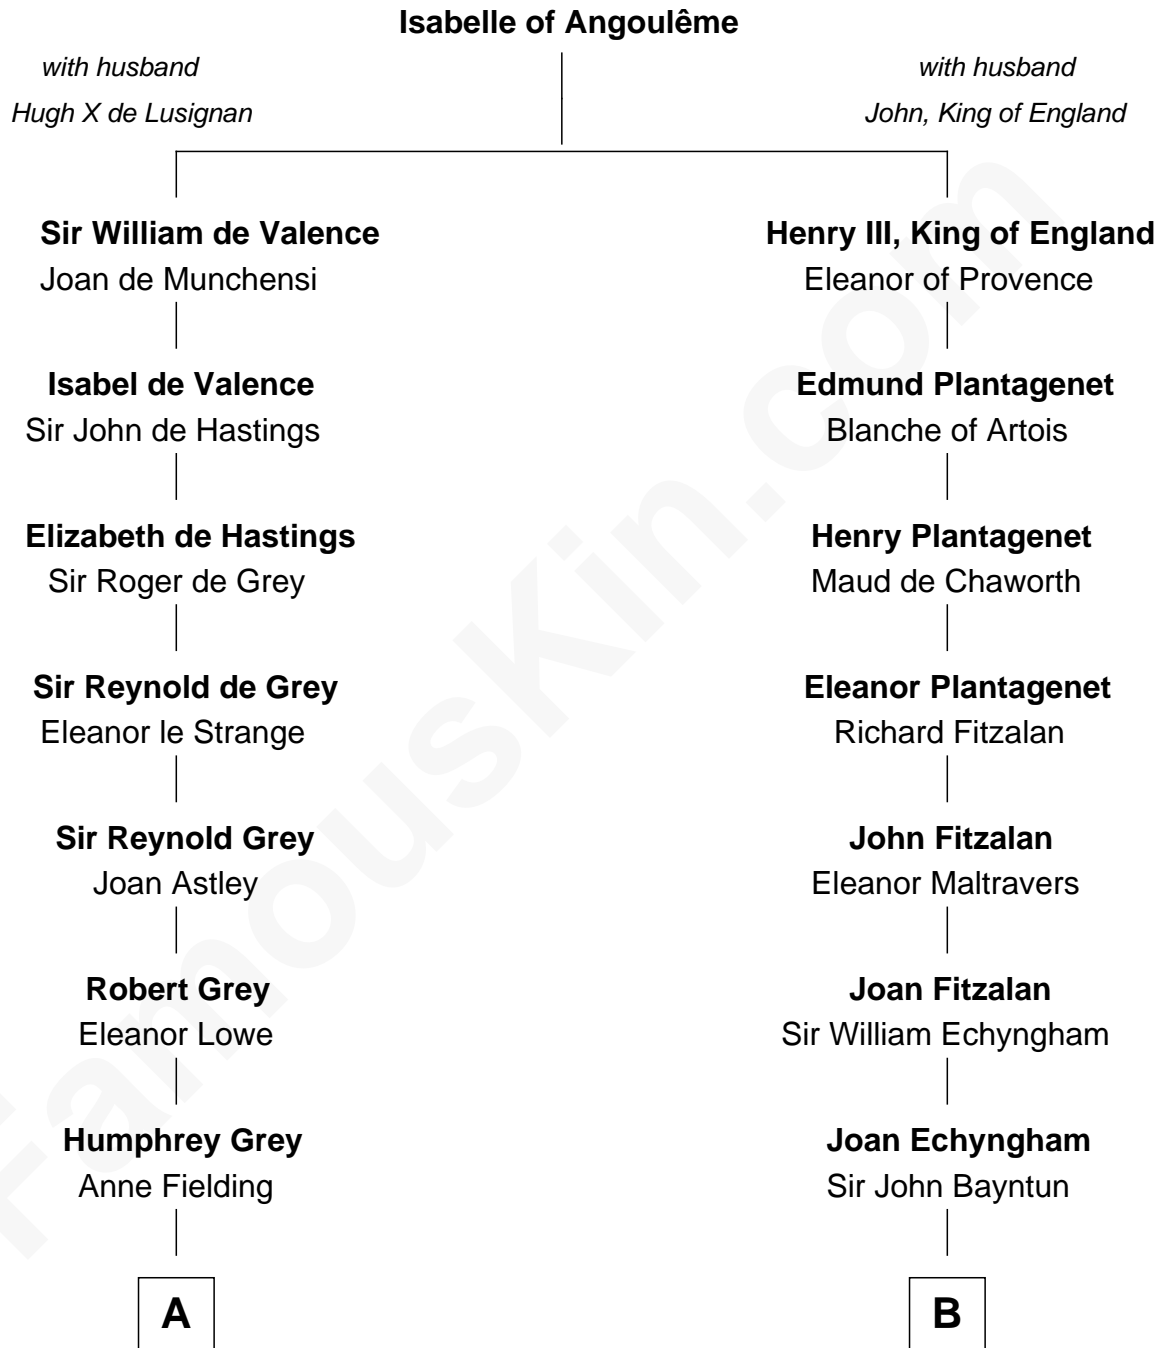 Isabelle of Angoulême
with husband
Hugh X de Lusignan
with husband
John, King of England
Sir William de Valence
Joan de Munchensi
Henry III, King of England
Eleanor of Provence
Isabel de Valence
Sir John de Hastings
Edmund Plantagenet
Blanche of Artois
Elizabeth de Hastings
Sir Roger de Grey
Henry Plantagenet
Maud de Chaworth
Sir Reynold de Grey
Eleanor le Strange
Eleanor Plantagenet
Richard Fitzalan
Sir Reynold Grey
Joan Astley
John Fitzalan
Eleanor Maltravers
Robert Grey
Eleanor Lowe
Joan Fitzalan
Sir William Echyngham
Humphrey Grey
Anne Fielding
Joan Echyngham
Sir John Bayntun
A
B
FamousKin.com